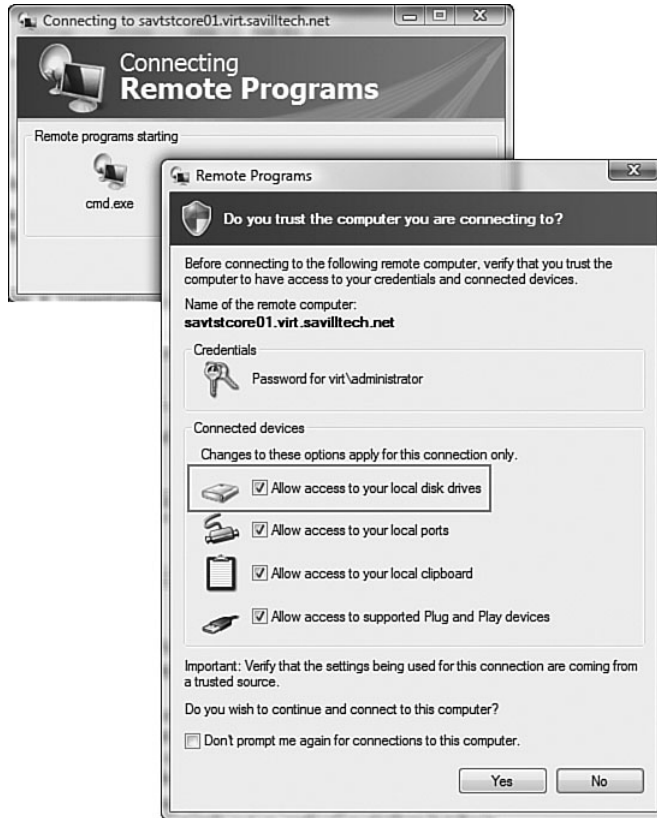 Connecting to savtstcore01.virt.savilltech.net
Connecting
Remote Programs
Remote programs starting
cmd.exe
Remote Programs
Do you trust the computer you are connecting to?
Before connecting to the following remote computer, verify that you trust the
computer to have access to your credentials and connected devices.
Name of the remote computer:
savtstcore01.virt.savilltech.net
Credentials
Password for virt\administrator
Connected devices
Changes to these options apply for this connection only.
Allow access to your local disk drives
Allow access to your local ports
Allow access to your local clipboard
Allow access to supported Plug and Play devices
Important: Verify that the settings being used for this connection are coming from
a trusted source.
Do you wish to continue and connect to this computer?
Don't prompt me again for connections to this computer.
Yes
No